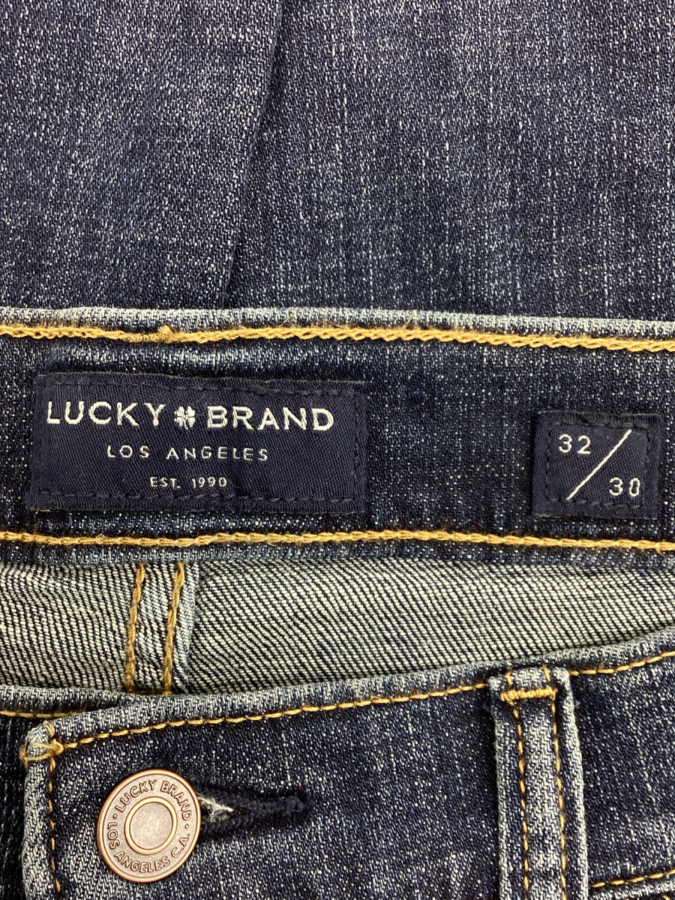 LUCKY BRAND
LOS ANGELES
EST. 1990
32/30
·LUCKY BRAND·
LOS ANGELES C.A.